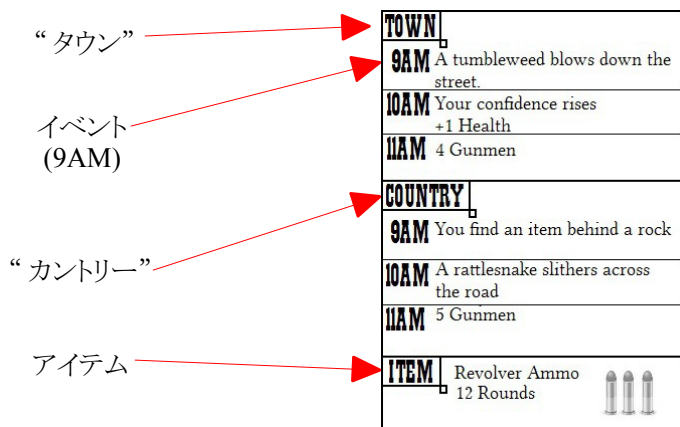 “ タウン”
イベント
(9AM)
“ カントリー”
アイテム
TOWN
9AM A tumbleweed blows down the
street.
10AM Your confidence rises
+1 Health
11AM 4 Gunmen
COUNTRY
9AM You find an item behind a rock
10AM A rattlesnake slithers across
the road
11AM 5 Gunmen
ITEM Revolver Ammo
12 Rounds